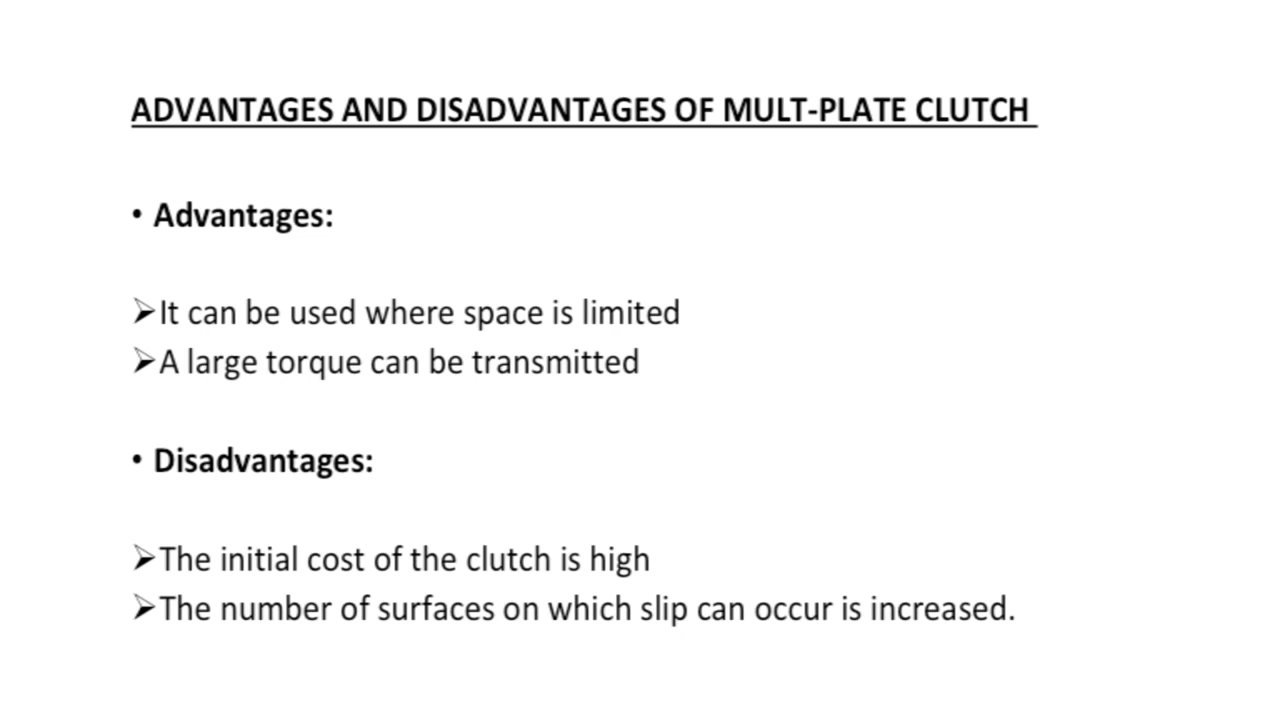 ADVANTAGES AND DISADVANTAGES OF MULT-PLATE CLUTCH
• Advantages:
➢It can be used where space is limited
➢A large torque can be transmitted
• Disadvantages:
➢The initial cost of the clutch is high
➢The number of surfaces on which slip can occur is increased.